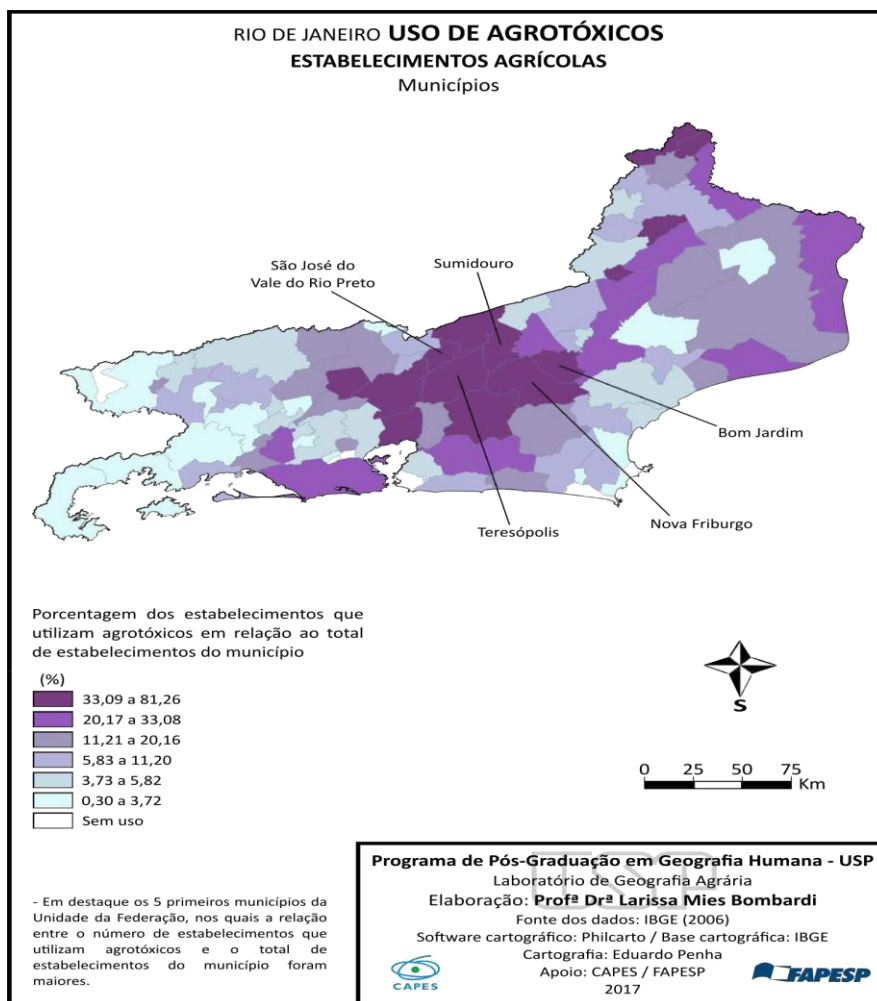 RIO DE JANEIRO USO DE AGROTÓXICOS
ESTABELECIMENTOS AGRÍCOLAS
Municípios
São José do
Vale do Rio Preto
Sumidouro
Bom Jardim
Nova Friburgo
Teresópolis
Porcentagem dos estabelecimentos que
utilizam agrotóxicos em relação ao total
de estabelecimentos do município
(%)
33,09 a 81,26
20,17 a 33,08
11,21 a 20,16
5,83 a 11,20
3,73 a 5,82
0,30 a 3,72
Sem uso
S
0 25 50 75
Km
- Em destaque os 5 primeiros municípios da
Unidade da Federação, nos quais a relação
entre o número de estabelecimentos que
utilizam agrotóxicos e o total de
estabelecimentos do município foram
maiores.
USP
Programa de Pós-Graduação em Geografia Humana - USP
Laboratório de Geografia Agrária
Elaboração: Profª Drª Larissa Mies Bombardi
Fonte dos dados: IBGE (2006)
Software cartográfico: Philcarto / Base cartográfica: IBGE
Cartografia: Eduardo Penha
Apoio: CAPES / FAPESP
2017
CAPES
FAPESP